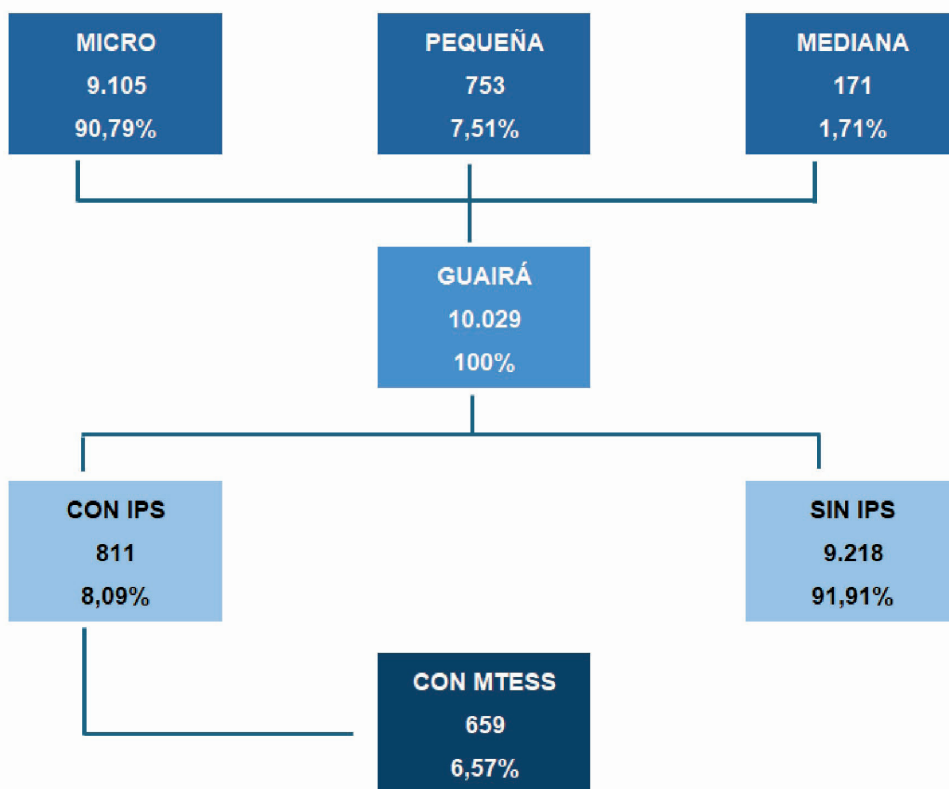 MICRO
9.105
90,79%
PEQUEÑA
753
7,51%
MEDIANA
171
1,71%
GUAIRÁ
10.029
100%
CON IPS
811
8,09%
SIN IPS
9.218
91,91%
CON MTESS
659
6,57%